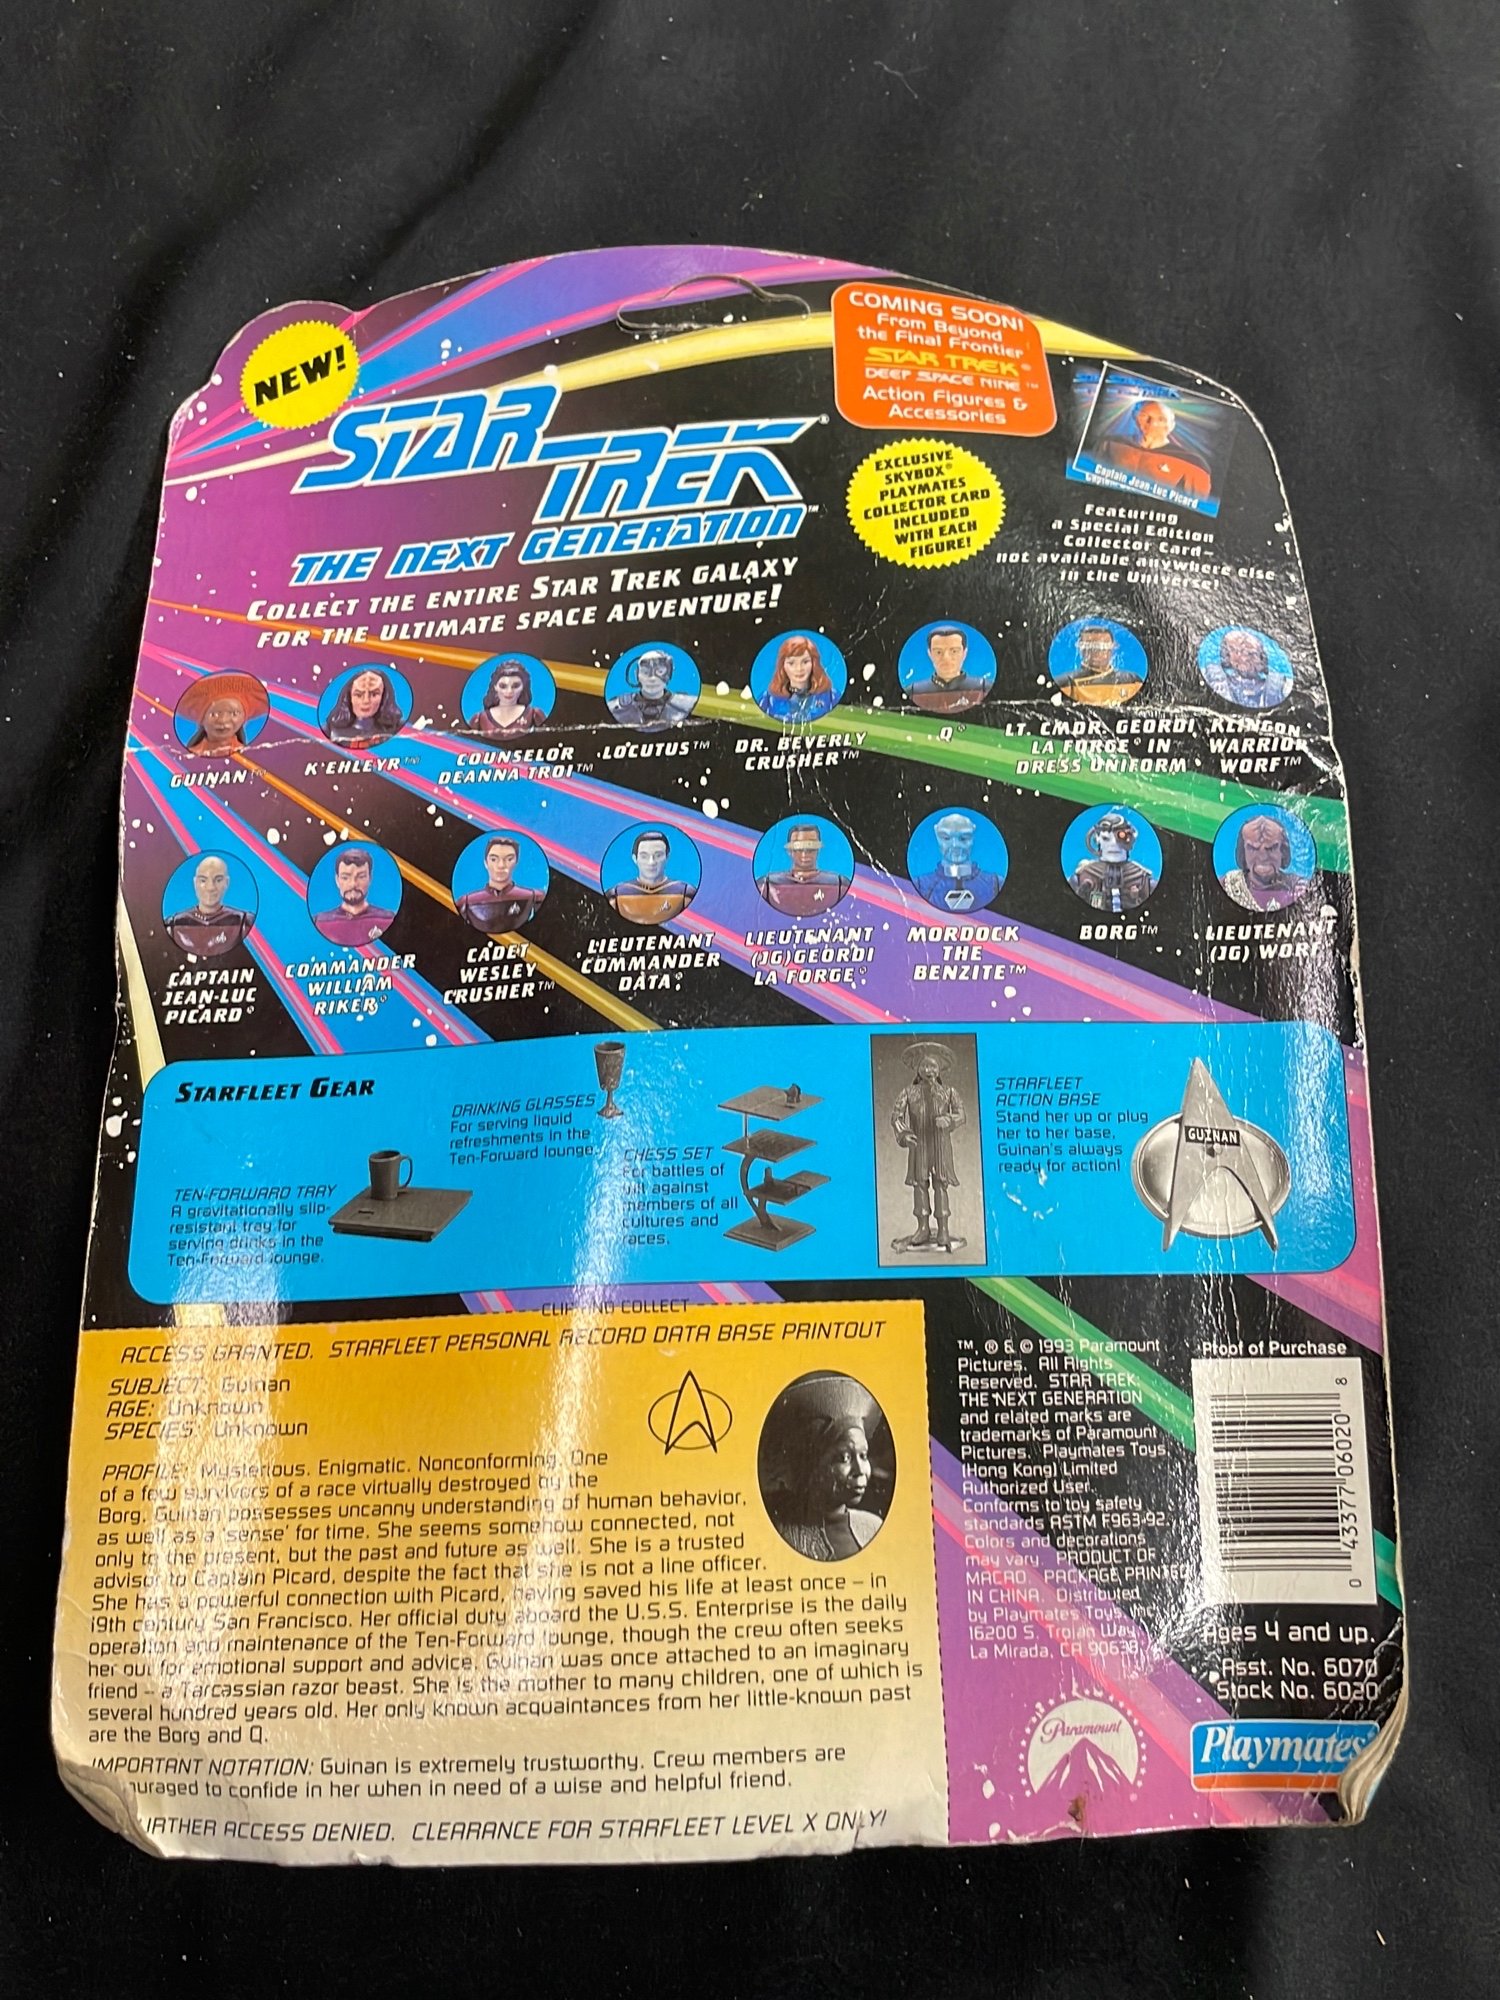 NEW!
STAR TREK®
THE NEXT GENERATION™
COLLECT THE ENTIRE STAR TREK GALAXY
FOR THE ULTIMATE SPACE ADVENTURE!
COMING SOON!
From Beyond
the Final Frontier
STAR TREK®
DEEP SPACE NINE™
Action Figures &
Accessories
EXCLUSIVE
SKYBOX®
PLAYMATES
COLLECTOR CARD
INCLUDED
WITH EACH
FIGURE!
Captain Jean-Luc Picard
Featuring
a Special Edition
Collector Card–
not available anywhere else
in the Universe!
GUINAN™
K'EHLEYR™
COUNSELOR
DEANNA TROI™
LOCUTUS™
DR. BEVERLY
CRUSHER™
Q®
LT. CMDR. GEORDI
LA FORGE® IN
DRESS UNIFORM
KLINGON
WARRIOR
WORF™
CAPTAIN
JEAN-LUC
PICARD®
COMMANDER
WILLIAM
RIKER®
CADET
WESLEY
CRUSHER™
LIEUTENANT
COMMANDER
DATA®
LIEUTENANT
(JG) GEORDI
LA FORGE®
MORDOCK
THE
BENZITE™
BORG™
LIEUTENANT
(JG) WORF
STARFLEET GEAR
TEN-FORWARD TRAY
A gravitationally slip-
resistant tray for
serving drinks in the
Ten-Forward lounge.
DRINKING GLASSES
For serving liquid
refreshments in the
Ten-Forward lounge.
CHESS SET
For battles of
wit against
members of all
cultures and
races.
STARFLEET
ACTION BASE
Stand her up or plug
her to her base,
Guinan's always
ready for action!
GUINAN
CLIP AND COLLECT
ACCESS GRANTED. STARFLEET PERSONAL RECORD DATA BASE PRINTOUT
SUBJECT: Guinan
AGE: Unknown
SPECIES: Unknown
PROFILE: Mysterious. Enigmatic. Nonconforming. One
of a few survivors of a race virtually destroyed by the
Borg. Guinan possesses uncanny understanding of human behavior,
as well as a 'sense' for time. She seems somehow connected, not
only to the present, but the past and future as well. She is a trusted
advisor to Captain Picard, despite the fact that she is not a line officer.
She has a powerful connection with Picard, having saved his life at least once – in
19th century San Francisco. Her official duty aboard the U.S.S. Enterprise is the daily
operation and maintenance of the Ten-Forward lounge, though the crew often seeks
her out for emotional support and advice. Guinan was once attached to an imaginary
friend – a Tarcassian razor beast. She is the mother to many children, one of which is
several hundred years old. Her only known acquaintances from her little-known past
are the Borg and Q.
IMPORTANT NOTATION: Guinan is extremely trustworthy. Crew members are
ouraged to confide in her when in need of a wise and helpful friend.
URTHER ACCESS DENIED. CLEARANCE FOR STARFLEET LEVEL X ONLY!
™, ® & © 1993 Paramount
Pictures. All Rights
Reserved. STAR TREK:
THE NEXT GENERATION
and related marks are
trademarks of Paramount
Pictures. Playmates Toys
(Hong Kong) Limited
Authorized User.
Conforms to toy safety
standards ASTM F963-92.
Colors and decorations
may vary. PRODUCT OF
MACAO. PACKAGE PRINTED
IN CHINA. Distributed
by Playmates Toys, Inc.
16200 S. Trojan Way,
La Mirada, CA 90638
Paramount
Proof of Purchase
0 43377 06020 8
Ages 4 and up.
Asst. No. 6070
Stock No. 6020
Playmates